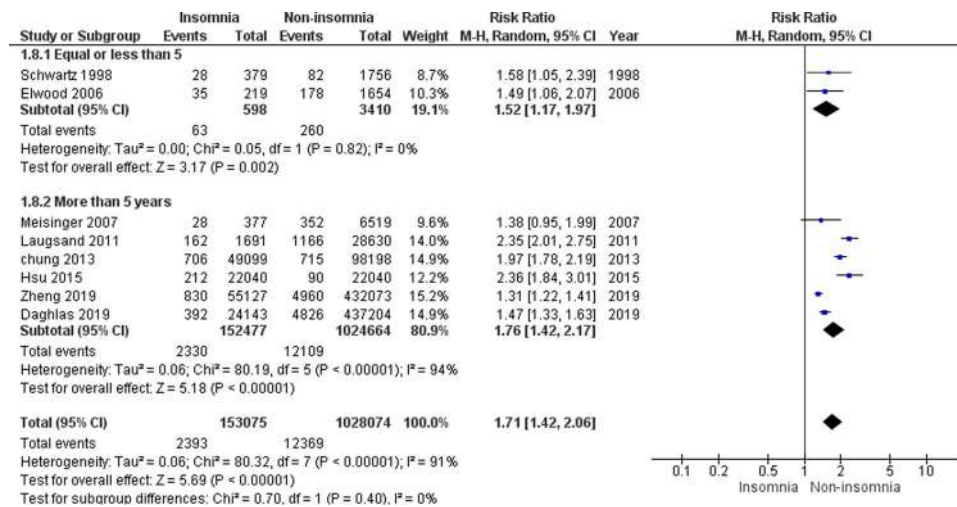 Insomnia Non-insomnia Risk Ratio Risk Ratio
Study or Subgroup Events Total Events Total Weight M-H, Random, 95% CI Year M-H, Random, 95% CI
1.8.1 Equal or less than 5
Schwartz 1998 28 379 82 1756 8.7% 1.58 [1.05, 2.39] 1998
Elwood 2006 35 219 178 1654 10.3% 1.49 [1.06, 2.07] 2006
Subtotal (95% CI) 598 3410 19.1% 1.52 [1.17, 1.97]
Total events 63 260
Heterogeneity: Tau² = 0.00; Chi² = 0.05, df = 1 (P = 0.82); I² = 0%
Test for overall effect: Z = 3.17 (P = 0.002)
1.8.2 More than 5 years
Meisinger 2007 28 377 352 6519 9.6% 1.38 [0.95, 1.99] 2007
Laugsand 2011 162 1691 1166 28630 14.0% 2.35 [2.01, 2.75] 2011
chung 2013 706 49099 715 98198 14.9% 1.97 [1.78, 2.19] 2013
Hsu 2015 212 22040 90 22040 12.2% 2.36 [1.84, 3.01] 2015
Zheng 2019 830 55127 4960 432073 15.2% 1.31 [1.22, 1.41] 2019
Daghlas 2019 392 24143 4826 437204 14.9% 1.47 [1.33, 1.63] 2019
Subtotal (95% CI) 152477 1024664 80.9% 1.76 [1.42, 2.17]
Total events 2330 12109
Heterogeneity: Tau² = 0.06; Chi² = 80.19, df = 5 (P < 0.00001); I² = 94%
Test for overall effect: Z = 5.18 (P < 0.00001)
Total (95% CI) 153075 1028074 100.0% 1.71 [1.42, 2.06]
Total events 2393 12369
Heterogeneity: Tau² = 0.06; Chi² = 80.32, df = 7 (P < 0.00001); I² = 91%
Test for overall effect: Z = 5.69 (P < 0.00001)
Test for subgroup differences: Chi² = 0.70, df = 1 (P = 0.40), I² = 0%
0.1 0.2 0.5 1 2 5 10
Insomnia Non-insomnia